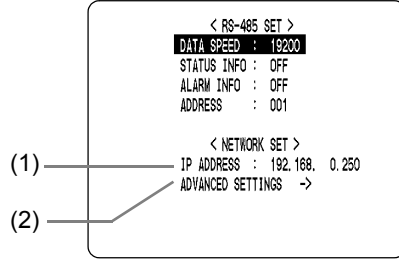 < RS-485 SET >
DATA SPEED : 19200
STATUS INFO : OFF
ALARM INFO : OFF
ADDRESS : 001
< NETWORK SET >
(1) IP ADDRESS : 192.168. 0.250
(2) ADVANCED SETTINGS ->